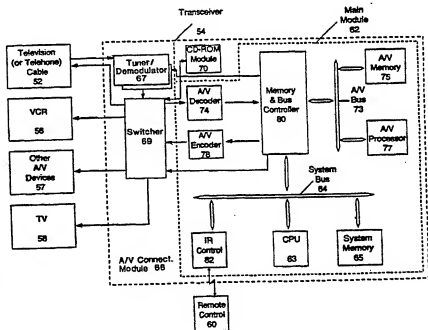 Transceiver
54
Main
Module
62
Television
(or Telehone)
Cable
52
Tuner/
Demodulator
67
CD-ROM
Module
70
VCR
56
Other
A/V
Devices
57
TV
58
Switcher
69
A/V
Decoder
74
A/V
Encoder
78
Memory
& Bus
Controller
80
A/V
Memory
75
A/V
Bus
73
A/V
Processor
77
System
Bus
64
IR
Control
82
CPU
63
System
Memory
65
A/V Connect.
Module 66
Remote
Control
60